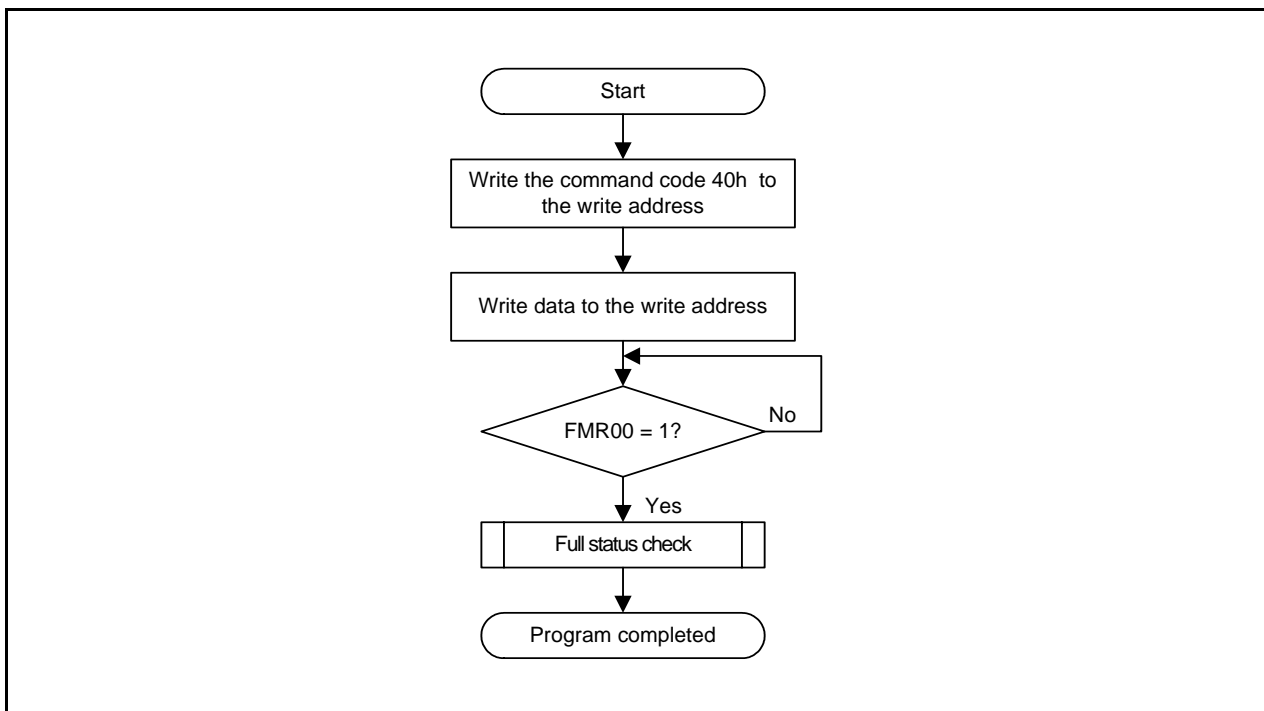 Start
Write the command code 40h to
the write address
Write data to the write address
FMR00 = 1?
No
Yes
Full status check
Program completed